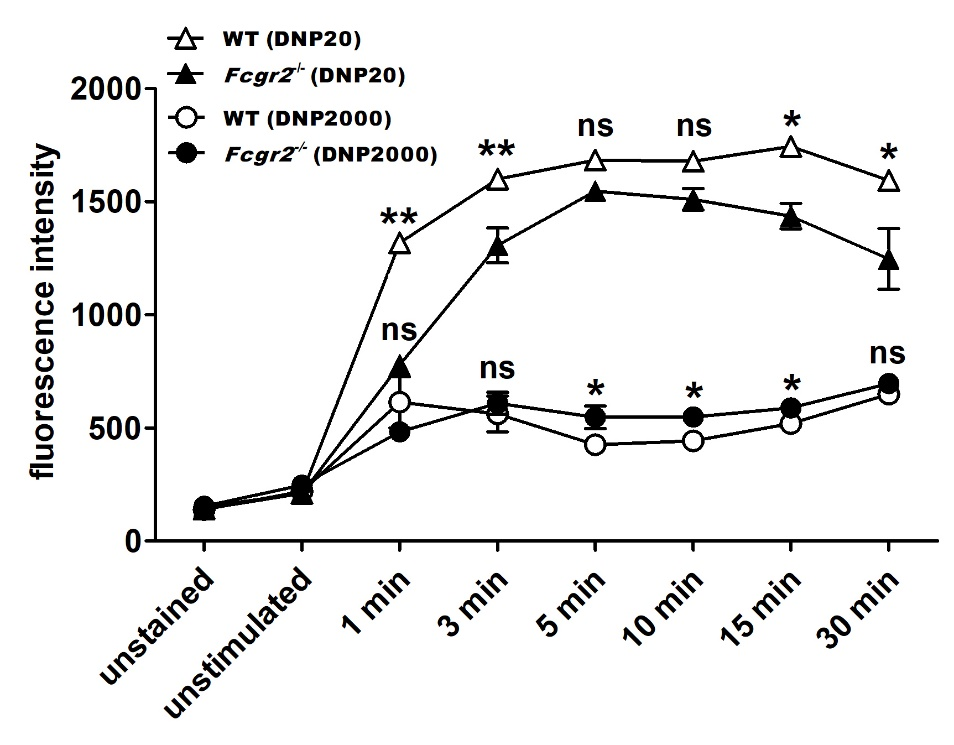 WT (DNP20)
Fcgr2-/- (DNP20)
WT (DNP2000)
Fcgr2-/- (DNP2000)
fluorescence intensity
2000
1500
1000
500
0
** ** ns ns * *
ns ns * * * ns
unstained
unstimulated
1 min
3 min
5 min
10 min
15 min
30 min